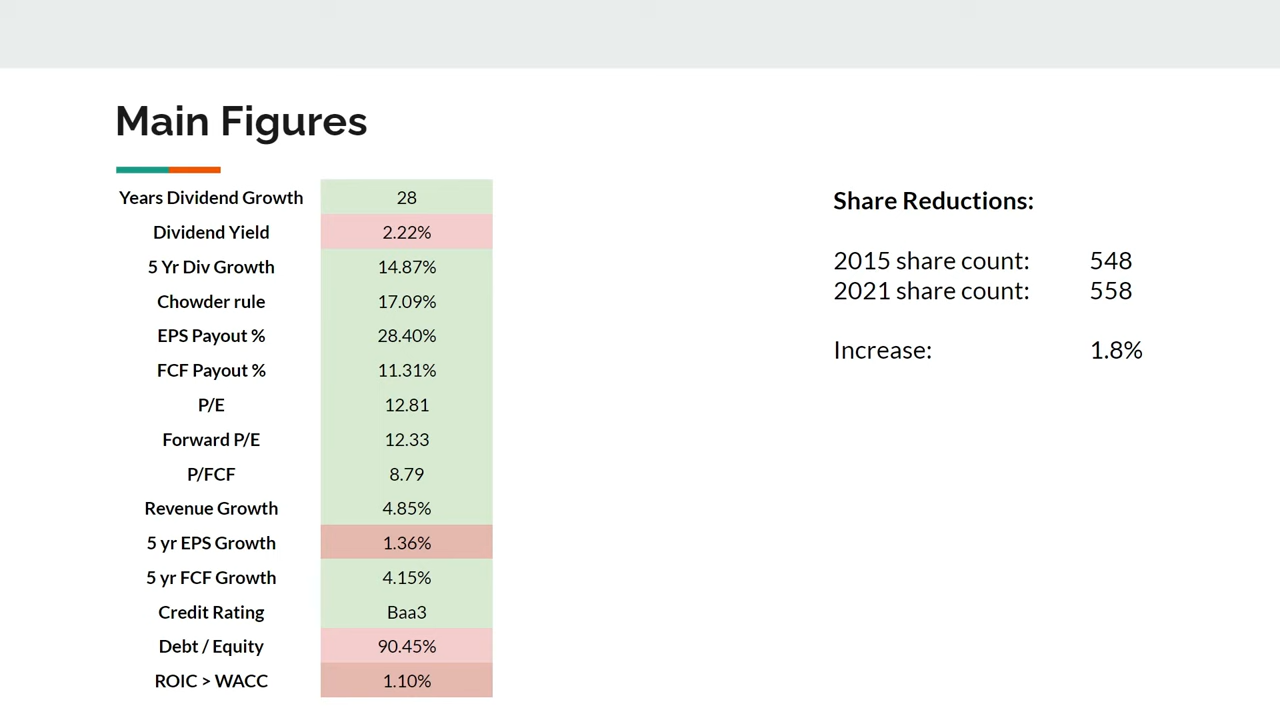 Main Figures
Years Dividend Growth 28
Dividend Yield 2.22%
5 Yr Div Growth 14.87%
Chowder rule 17.09%
EPS Payout % 28.40%
FCF Payout % 11.31%
P/E 12.81
Forward P/E 12.33
P/FCF 8.79
Revenue Growth 4.85%
5 yr EPS Growth 1.36%
5 yr FCF Growth 4.15%
Credit Rating Baa3
Debt / Equity 90.45%
ROIC > WACC 1.10%
Share Reductions:
2015 share count: 548
2021 share count: 558
Increase: 1.8%